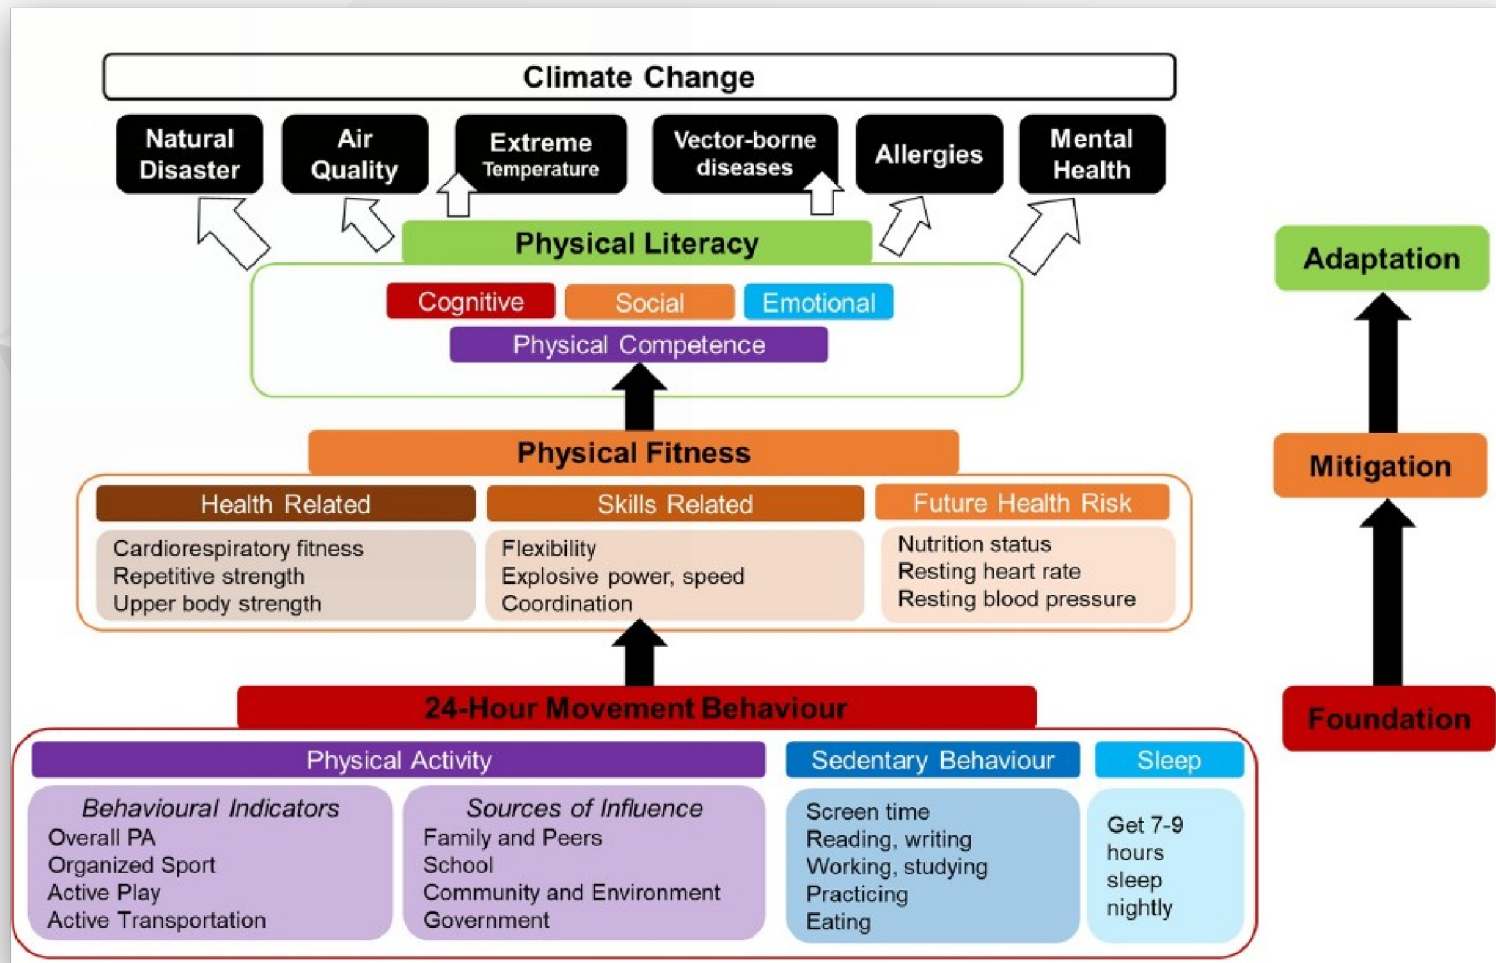 Climate Change
Natural
Disaster
Air
Quality
Extreme
Temperature
Vector-borne
diseases
Allergies
Mental
Health
Physical Literacy
Cognitive
Social
Emotional
Physical Competence
Physical Fitness
Health Related
Cardiorespiratory fitness
Repetitive strength
Upper body strength
Skills Related
Flexibility
Explosive power, speed
Coordination
Future Health Risk
Nutrition status
Resting heart rate
Resting blood pressure
24-Hour Movement Behaviour
Physical Activity
Behavioural Indicators
Overall PA
Organized Sport
Active Play
Active Transportation
Sources of Influence
Family and Peers
School
Community and Environment
Government
Sedentary Behaviour
Screen time
Reading, writing
Working, studying
Practicing
Eating
Sleep
Get 7-9
hours
sleep
nightly
Adaptation
Mitigation
Foundation